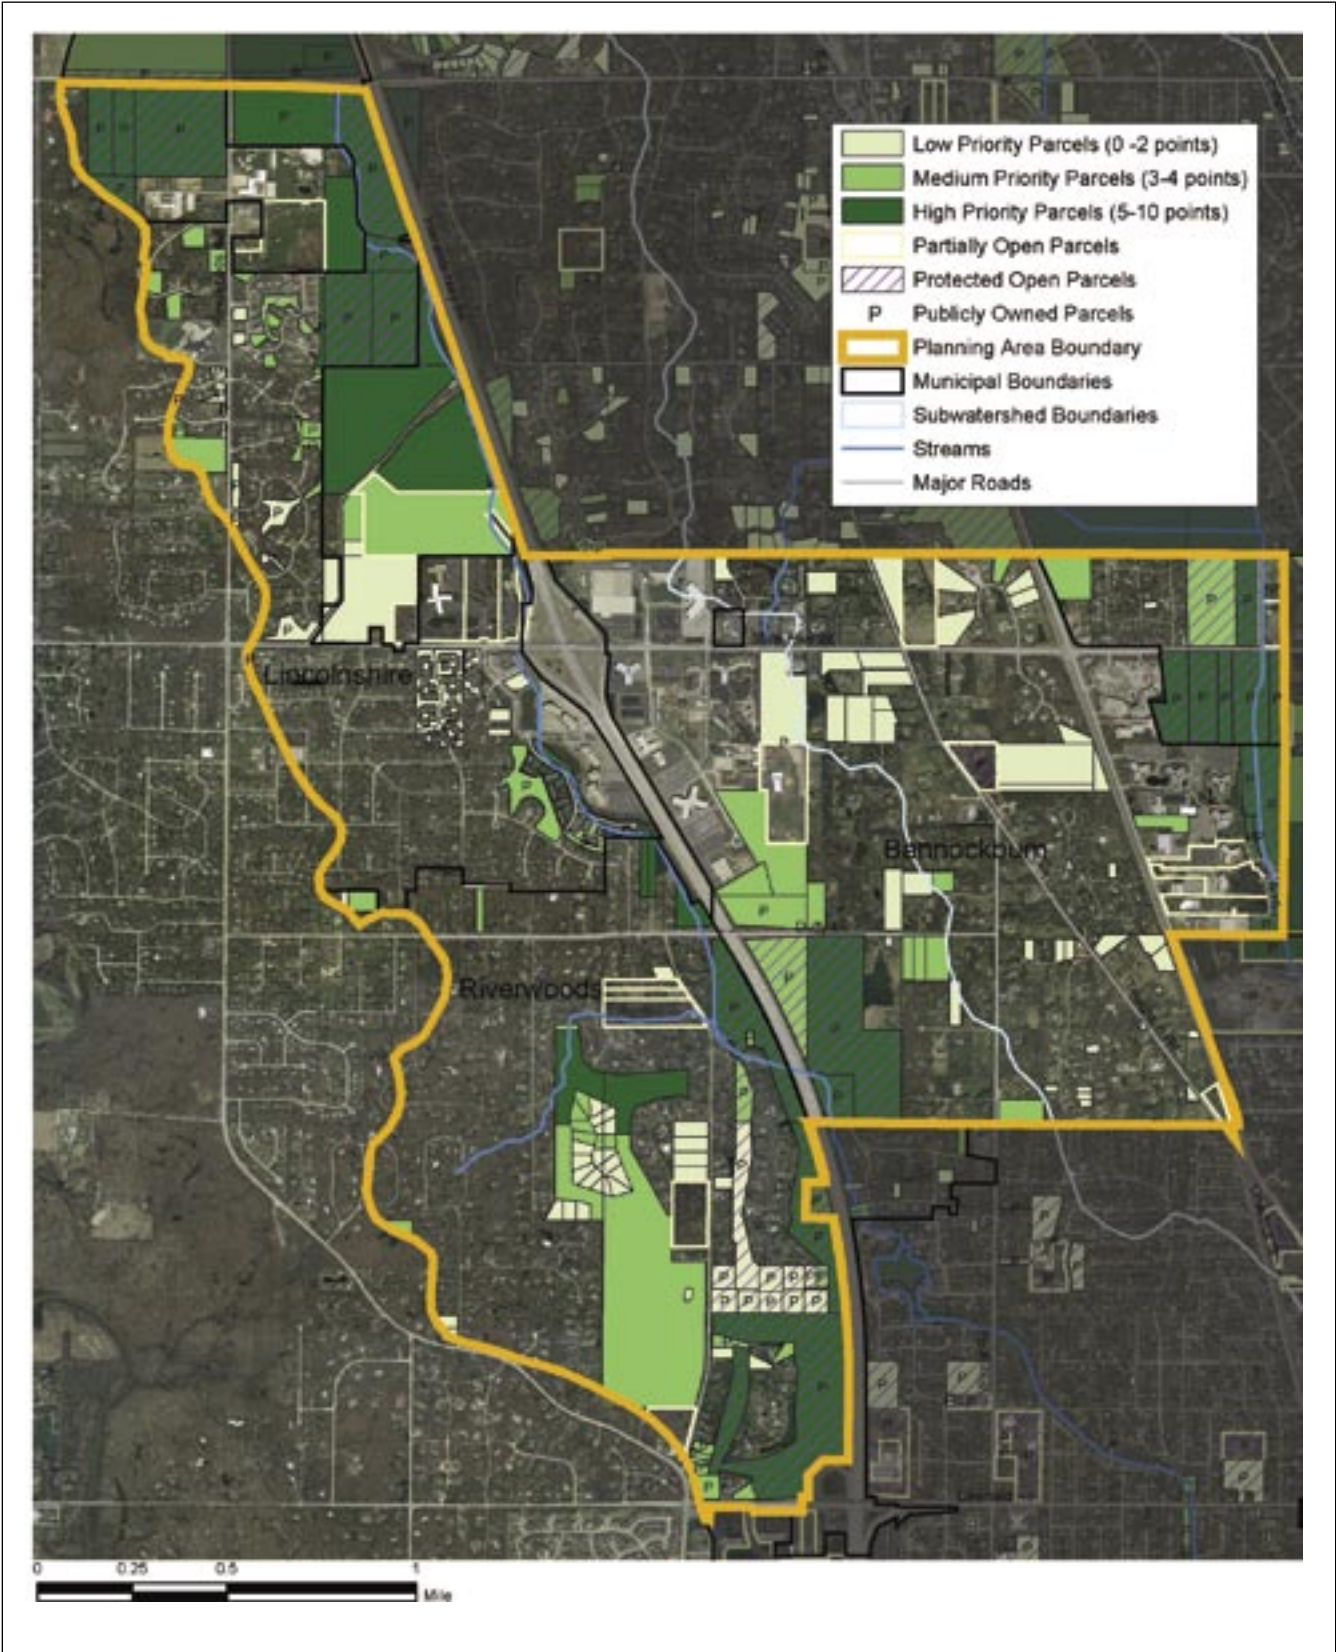 Low Priority Parcels (0 -2 points)
Medium Priority Parcels (3-4 points)
High Priority Parcels (5-10 points)
Partially Open Parcels
Protected Open Parcels
P Publicly Owned Parcels
Planning Area Boundary
Municipal Boundaries
Subwatershed Boundaries
Streams
Major Roads
Lincolnshire
Bannockburn
Riverwoods
0 0.25 0.5 1
Mile